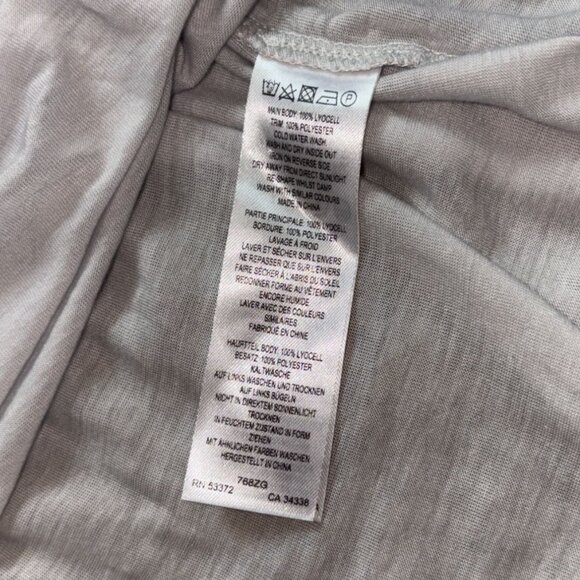 P
MAIN BODY: 100% LYOCELL
TRIM: 100% POLYESTER
COLD WATER WASH
WASH AND DRY INSIDE OUT
IRON ON REVERSE SIDE
DRY AWAY FROM DIRECT SUNLIGHT
RE-SHAPE WHILST DAMP
WASH WITH SIMILAR COLOURS
MADE IN CHINA
PARTIE PRINCIPALE: 100% LYOCELL
BORDURE: 100% POLYESTER
LAVAGE À FROID
LAVER ET SÉCHER SUR L'ENVERS
NE REPASSER QUE SUR L'ENVERS
FAIRE SÉCHER À L'ABRIS DU SOLEIL
REDONNER FORME AU VÊTEMENT
ENCORE HUMIDE
LAVER AVEC DES COULEURS
SIMILAIRES
FABRIQUÉ EN CHINE
HAUPTTEIL BODY: 100% LYOCELL
BESATZ: 100% POLYESTER
KALTWÄSCHE
AUF LINKS WASCHEN UND TROCKNEN
AUF LINKS BÜGELN
NICHT IN DIREKTEM SONNENLICHT
TROCKNEN
IN FEUCHTEM ZUSTAND IN FORM
ZIEHEN
MIT ÄHNLICHEN FARBEN WASCHEN
HERGESTELLT IN CHINA
768ZG
RN 53372 CA 34338